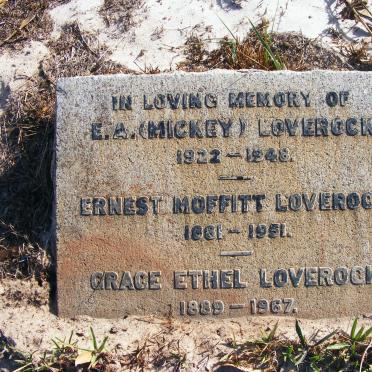 IN LOVING MEMORY OF
E. A. (MICKEY) LOVEROCK
1922 — 1948.
ERNEST MOFFITT LOVEROCK
1881 — 1951.
GRACE ETHEL LOVEROCK
1889 — 1967.